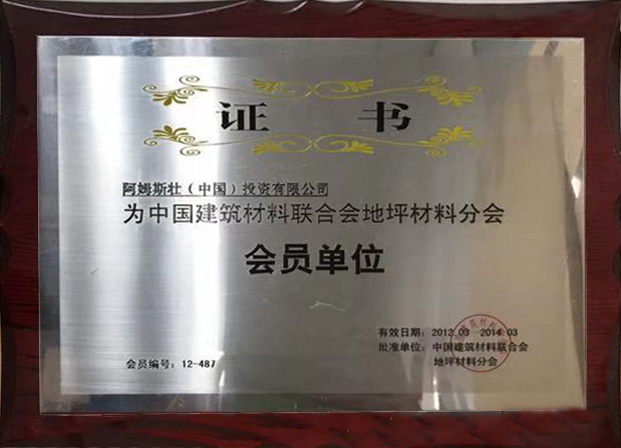 证 书
阿姆斯壮（中国）投资有限公司
为中国建筑材料联合会地坪材料分会
会员单位
有效日期：2012.03 2014.03
批准单位：中国建筑材料联合会
地坪材料分会
会员编号：12-487